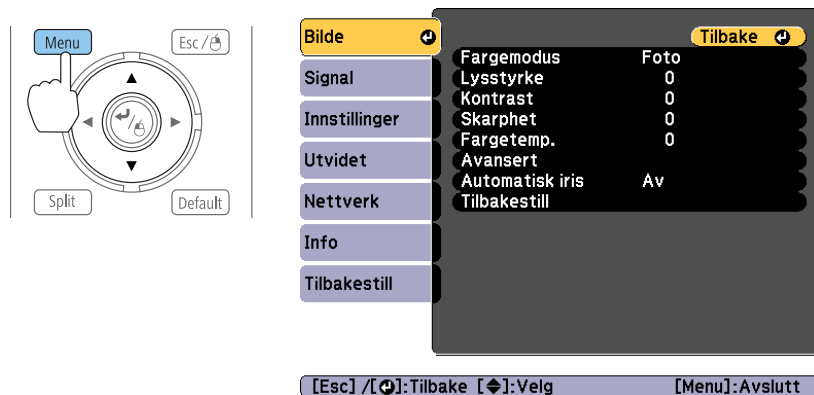 Menu
Esc /
Split
Default
Bilde
Signal
Innstillinger
Utvidet
Nettverk
Info
Tilbakestill
Tilbake
Fargemodus Foto
Lysstyrke 0
Kontrast 0
Skarphet 0
Fargetemp. 0
Avansert
Automatisk iris Av
Tilbakestill
[Esc] /[⏎]:Tilbake [◆]:Velg [Menu]:Avslutt